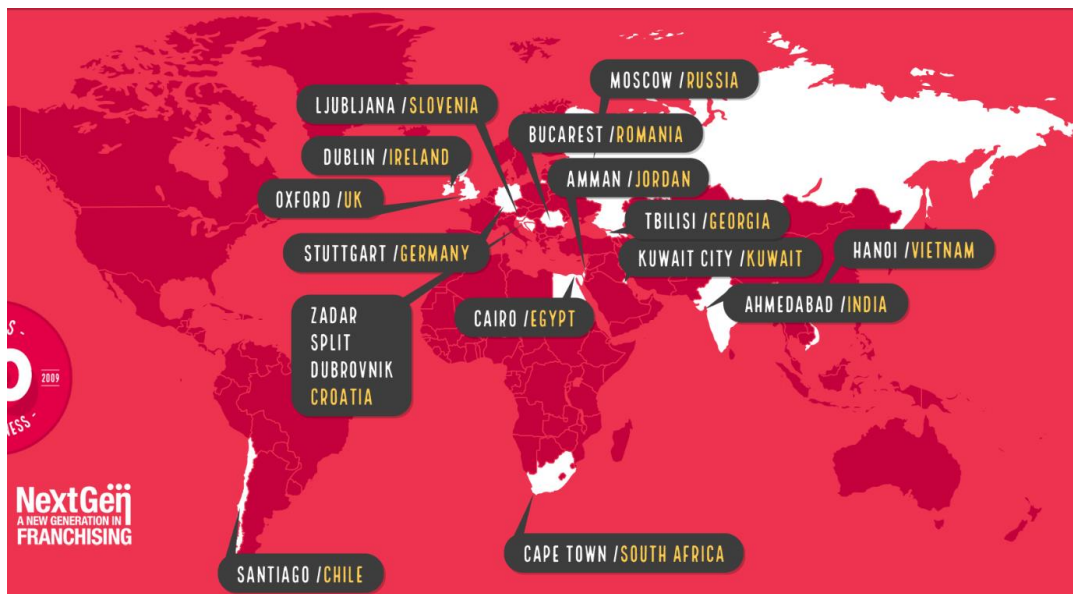 MOSCOW /RUSSIA
LJUBLJANA /SLOVENIA
BUCAREST /ROMANIA
DUBLIN /IRELAND
AMMAN /JORDAN
OXFORD /UK
TBILISI /GEORGIA
STUTTGART /GERMANY
KUWAIT CITY /KUWAIT
HANOI /VIETNAM
AHMEDABAD /INDIA
CAIRO /EGYPT
ZADAR
SPLIT
DUBROVNIK
CROATIA
2009
NextGen
A NEW GENERATION IN
FRANCHISING
CAPE TOWN /SOUTH AFRICA
SANTIAGO /CHILE